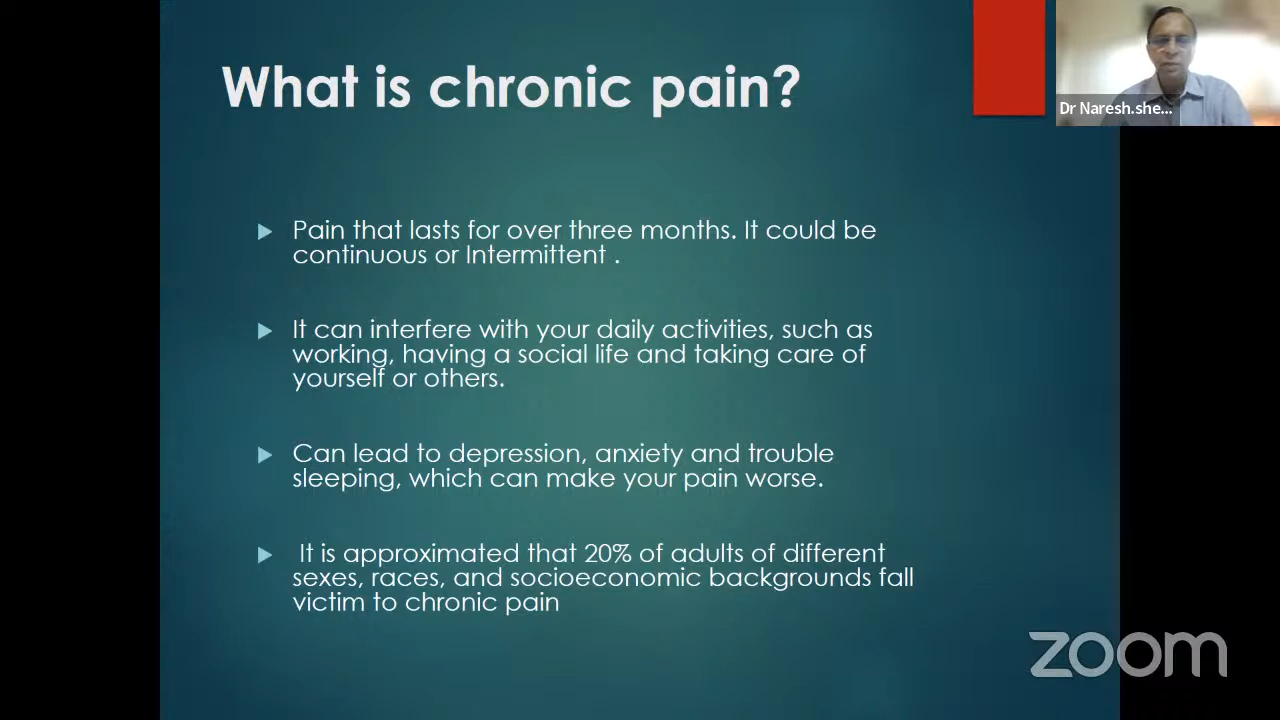 What is chronic pain?
Dr Naresh.she...
Pain that lasts for over three months. It could be
continuous or Intermittent .
It can interfere with your daily activities, such as
working, having a social life and taking care of
yourself or others.
Can lead to depression, anxiety and trouble
sleeping, which can make your pain worse.
It is approximated that 20% of adults of different
sexes, races, and socioeconomic backgrounds fall
victim to chronic pain
zoom